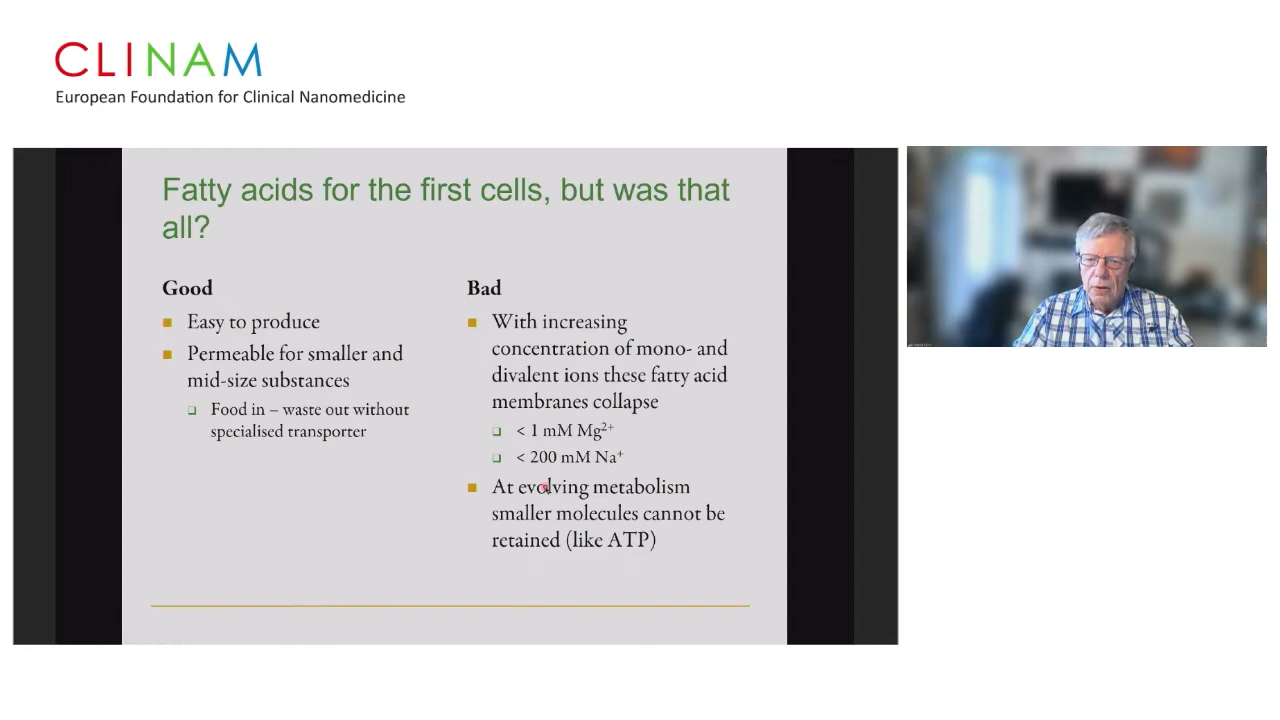 CLINAM
European Foundation for Clinical Nanomedicine
Fatty acids for the first cells, but was that
all?
Good
Easy to produce
Permeable for smaller and
mid-size substances
Food in – waste out without
specialised transporter
Bad
With increasing
concentration of mono- and
divalent ions these fatty acid
membranes collapse
< 1 mM Mg²⁺
< 200 mM Na⁺
At evolving metabolism
smaller molecules cannot be
retained (like ATP)